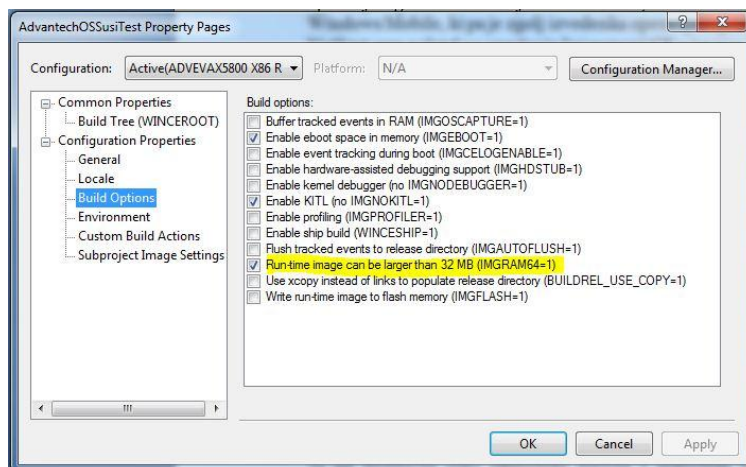 AdvantechOSSusiTest Property Pages
Configuration: Active(ADVEVAX5800 X86 R Platform: N/A Configuration Manager...
Common Properties
Build Tree (WINCEROOT)
Configuration Properties
General
Locale
Build Options
Environment
Custom Build Actions
Subproject Image Settings
Build options:
Buffer tracked events in RAM (IMGOSCAPTURE=1)
Enable eboot space in memory (IMGEBOOT=1)
Enable event tracking during boot (IMGCELOGENABLE=1)
Enable hardware-assisted debugging support (IMGHDSTUB=1)
Enable kernel debugger (no IMGNODEBUGGER=1)
Enable KITL (no IMGNOKITL=1)
Enable profiling (IMGPROFILER=1)
Enable ship build (WINCESHIP=1)
Flush tracked events to release directory (IMGAUTOFLUSH=1)
Run-time image can be larger than 32 MB (IMGRAM64=1)
Use xcopy instead of links to populate release directory (BUILDREL_USE_COPY=1)
Write run-time image to flash memory (IMGFLASH=1)
OK Cancel Apply